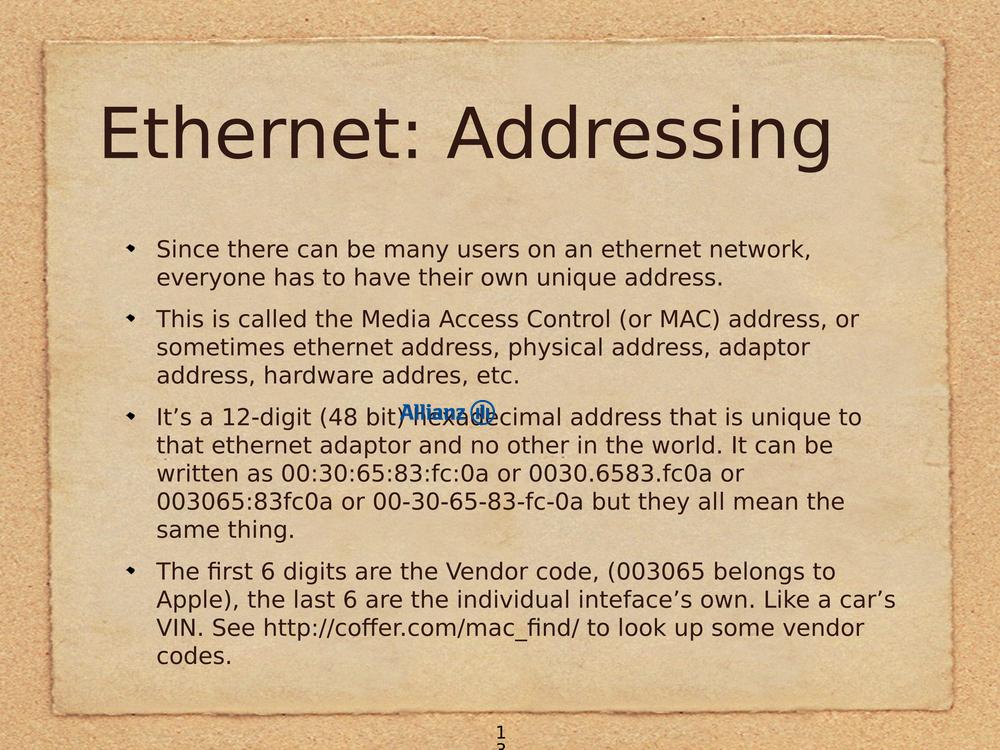 Ethernet: Addressing
Since there can be many users on an ethernet network,
everyone has to have their own unique address.
This is called the Media Access Control (or MAC) address, or
sometimes ethernet address, physical address, adaptor
address, hardware addres, etc.
It’s a 12-digit (48 bit) hexadecimal address that is unique to
Allianz
that ethernet adaptor and no other in the world. It can be
written as 00:30:65:83:fc:0a or 0030.6583.fc0a or
003065:83fc0a or 00-30-65-83-fc-0a but they all mean the
same thing.
The first 6 digits are the Vendor code, (003065 belongs to
Apple), the last 6 are the individual inteface’s own. Like a car’s
VIN. See http://coffer.com/mac_find/ to look up some vendor
codes.
1
3